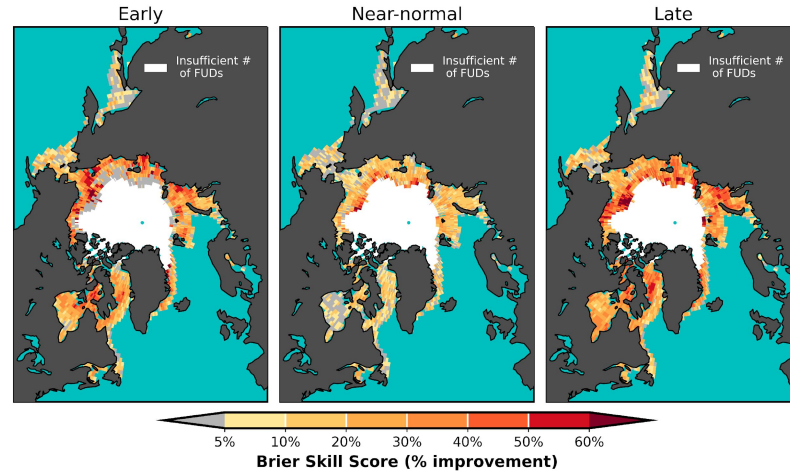 Early
Near-normal
Late
Insufficient #
of FUDs
Insufficient #
of FUDs
Insufficient #
of FUDs
5%
10%
20%
30%
40%
50%
60%
Brier Skill Score (% improvement)